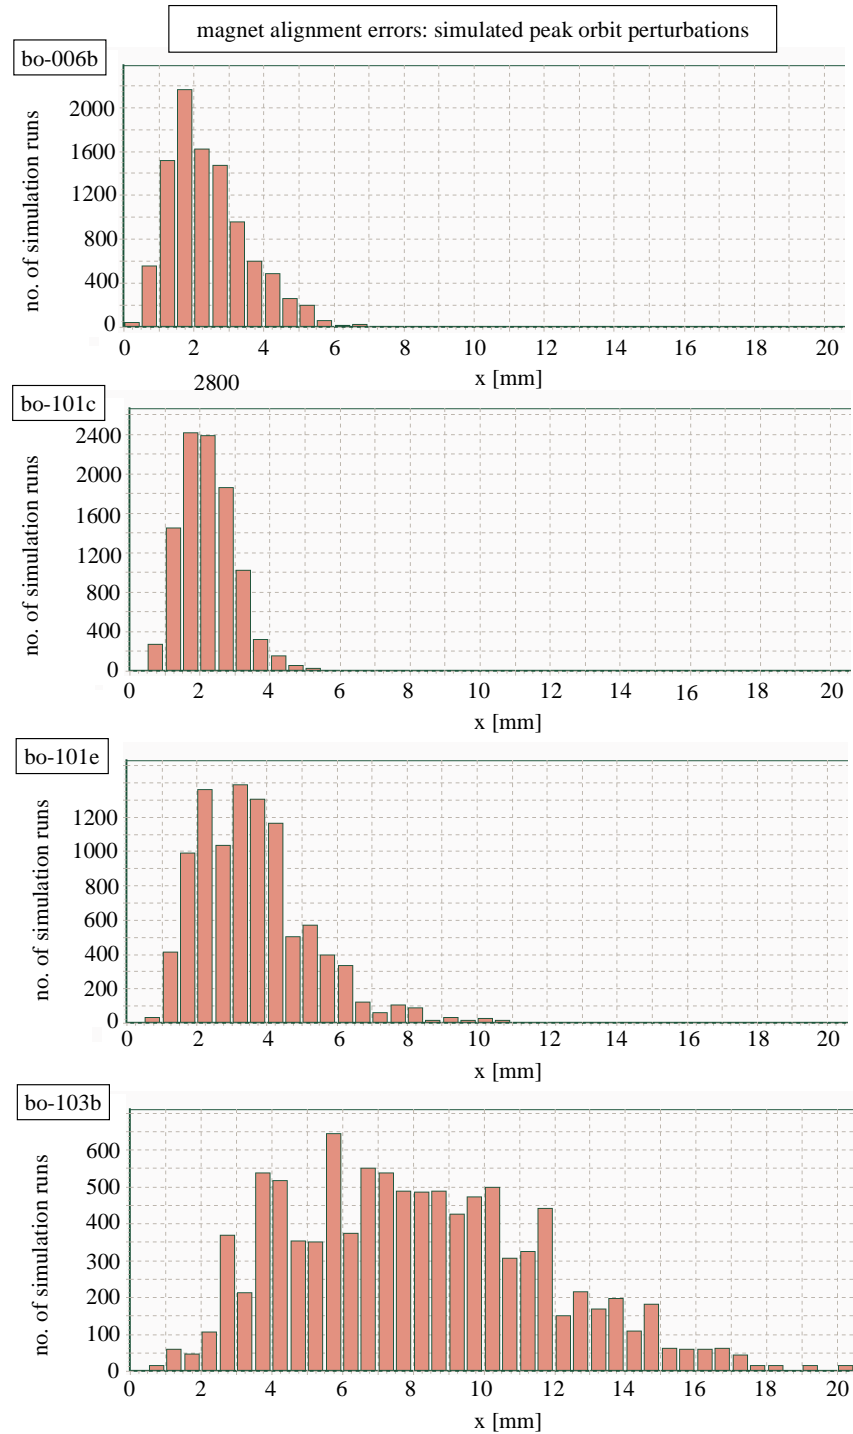 magnet alignment errors: simulated peak orbit perturbations
bo-006b
no. of simulation runs
2000
1600
1200
800
400
0
0 2 4 6 8 10 12 14 16 18 20
x [mm]
2800
bo-101c
no. of simulation runs
2400
2000
1600
1200
800
400
0
0 2 4 6 8 10 12 14 16 18 20
x [mm]
bo-101e
no. of simulation runs
1200
1000
800
600
400
200
0
0 2 4 6 8 10 12 14 16 18 20
x [mm]
bo-103b
no. of simulation runs
600
500
400
300
200
100
0
0 2 4 6 8 10 12 14 16 18 20
x [mm]